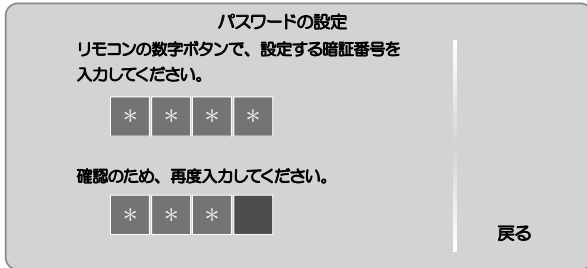 パスワードの設定
リモコンの数字ボタンで、設定する暗証番号を
入力してください。
＊ ＊ ＊ ＊
確認のため、再度入力してください。
＊ ＊ ＊
戻る